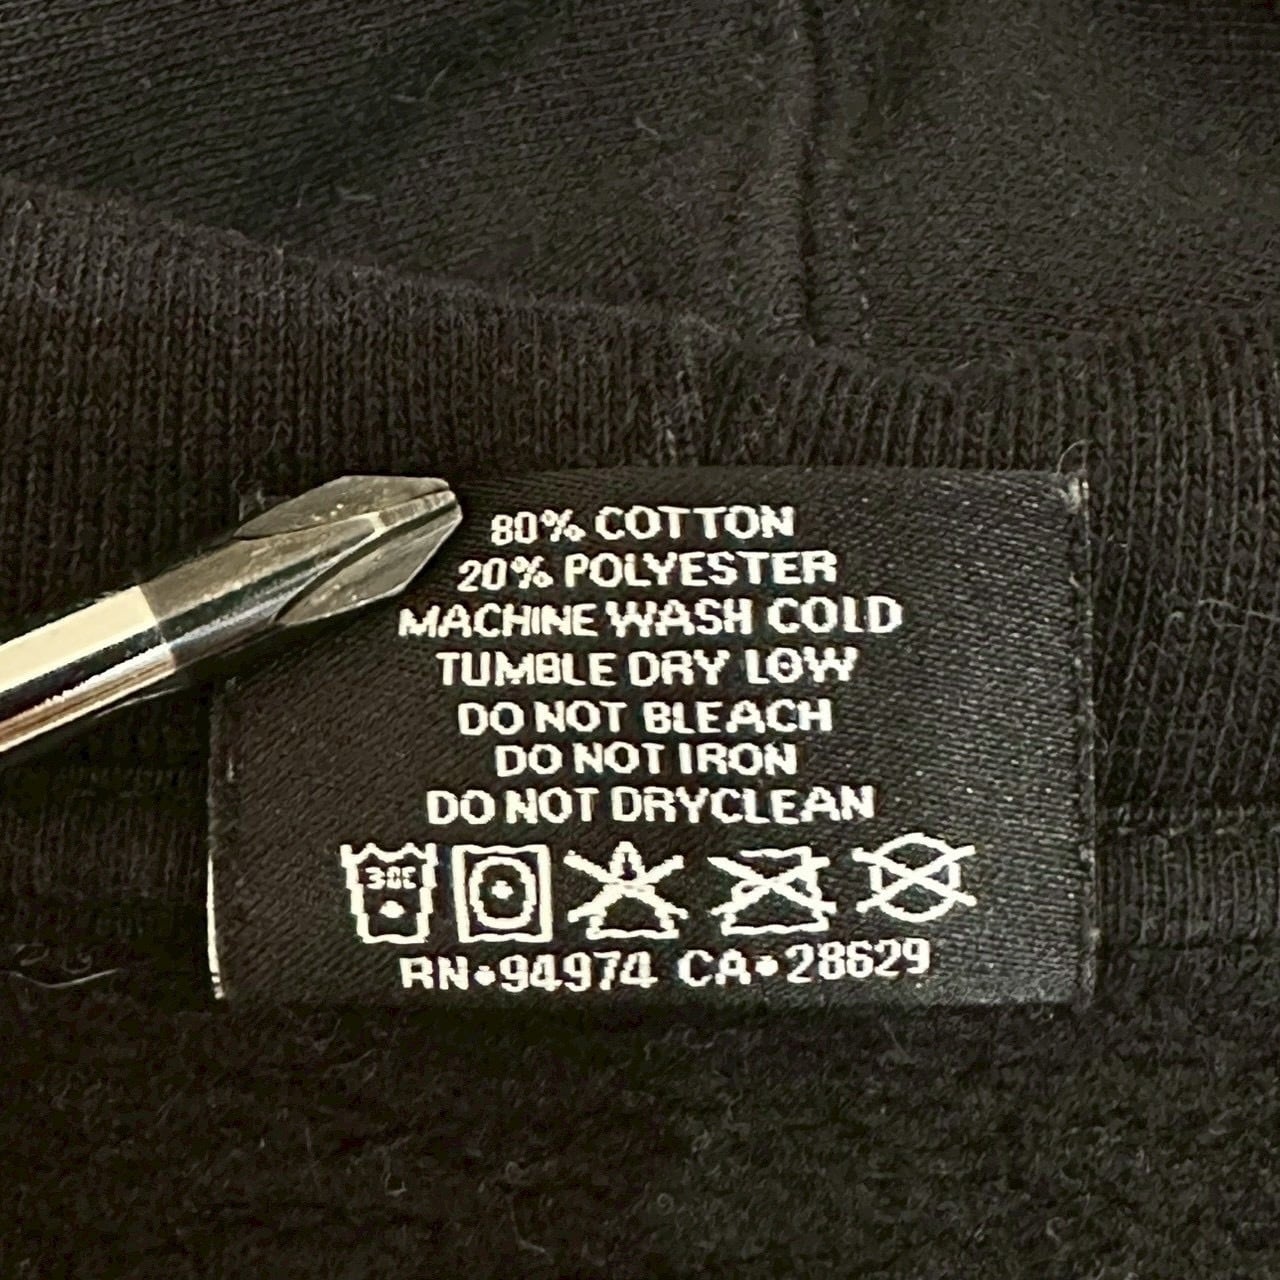 80% COTTON
20% POLYESTER
MACHINE WASH COLD
TUMBLE DRY LOW
DO NOT BLEACH
DO NOT IRON
DO NOT DRYCLEAN
RN•94974 CA•28629